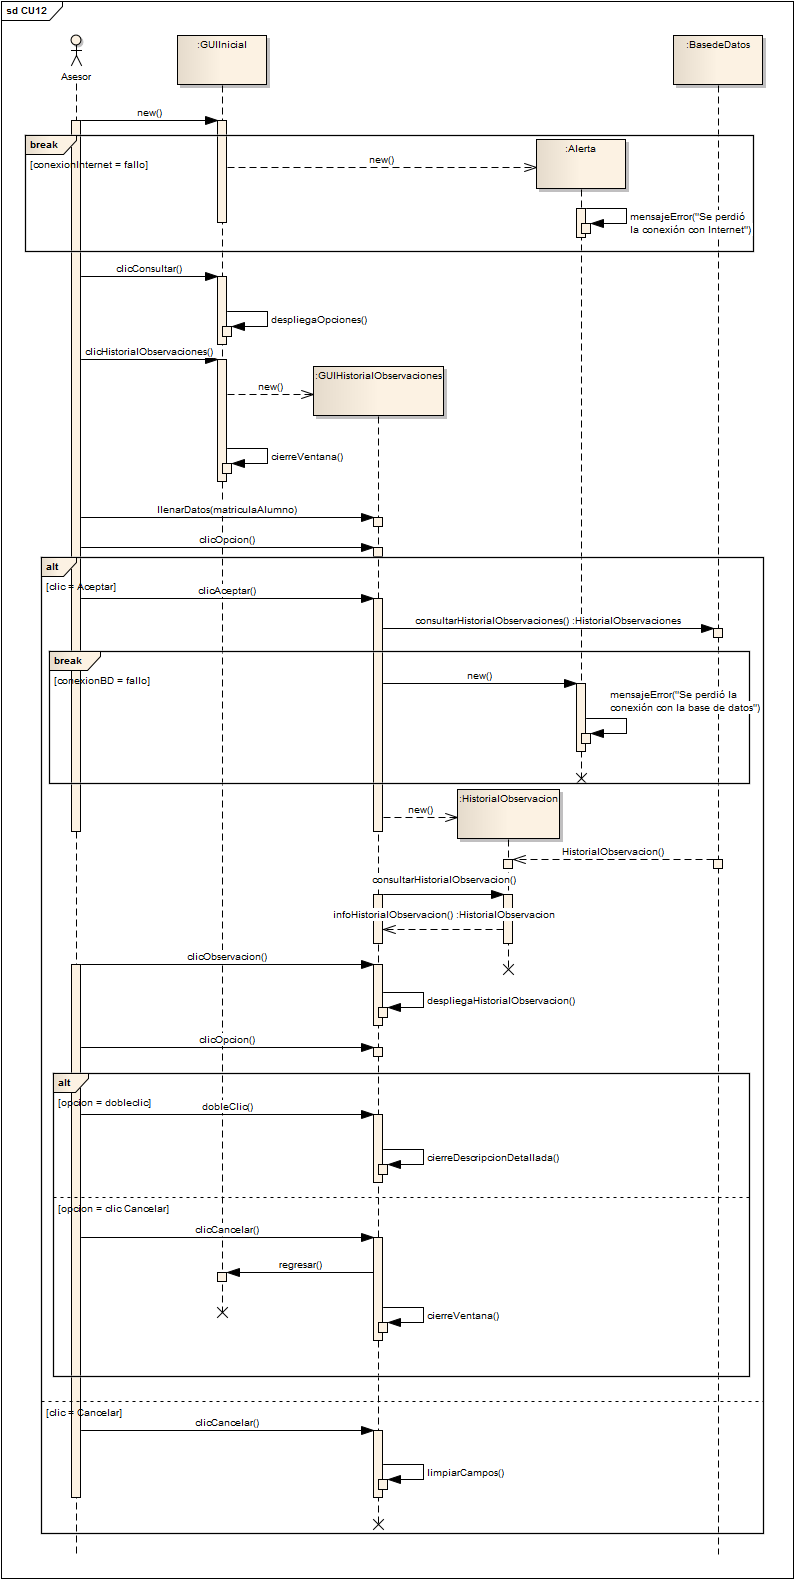 sd CU12
Asesor
:GUIInicial
:BasedeDatos
new()
break
[conexionInternet = fallo]
new()
:Alerta
mensajeError("Se perdió
la conexión con Internet")
clicConsultar()
despliegaOpciones()
clicHistorialObservaciones()
new()
:GUIHistorialObservaciones
cierreVentana()
llenarDatos(matriculaAlumno)
clicOpcion()
alt
[clic = Aceptar]
clicAceptar()
consultarHistorialObservaciones() :HistorialObservaciones
break
[conexionBD = fallo]
new()
mensajeError("Se perdió la
conexión con la base de datos")
:HistorialObservacion
new()
HistorialObservacion()
consultarHistorialObservacion()
infoHistorialObservacion() :HistorialObservacion
clicObservacion()
despliegaHistorialObservacion()
clicOpcion()
alt
[opcion = dobleclic]
dobleClic()
cierreDescripcionDetallada()
[opcion = clic Cancelar]
clicCancelar()
regresar()
cierreVentana()
[clic = Cancelar]
clicCancelar()
limpiarCampos()